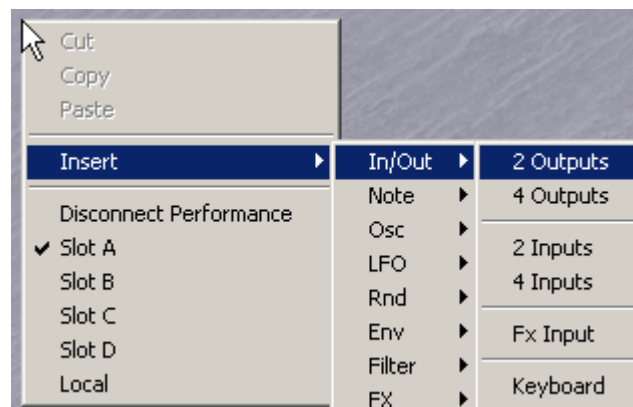 Cut
Copy
Paste
Insert
Disconnect Performance
Slot A
Slot B
Slot C
Slot D
Local
In/Out
Note
Osc
LFO
Rnd
Env
Filter
FX
2 Outputs
4 Outputs
2 Inputs
4 Inputs
Fx Input
Keyboard